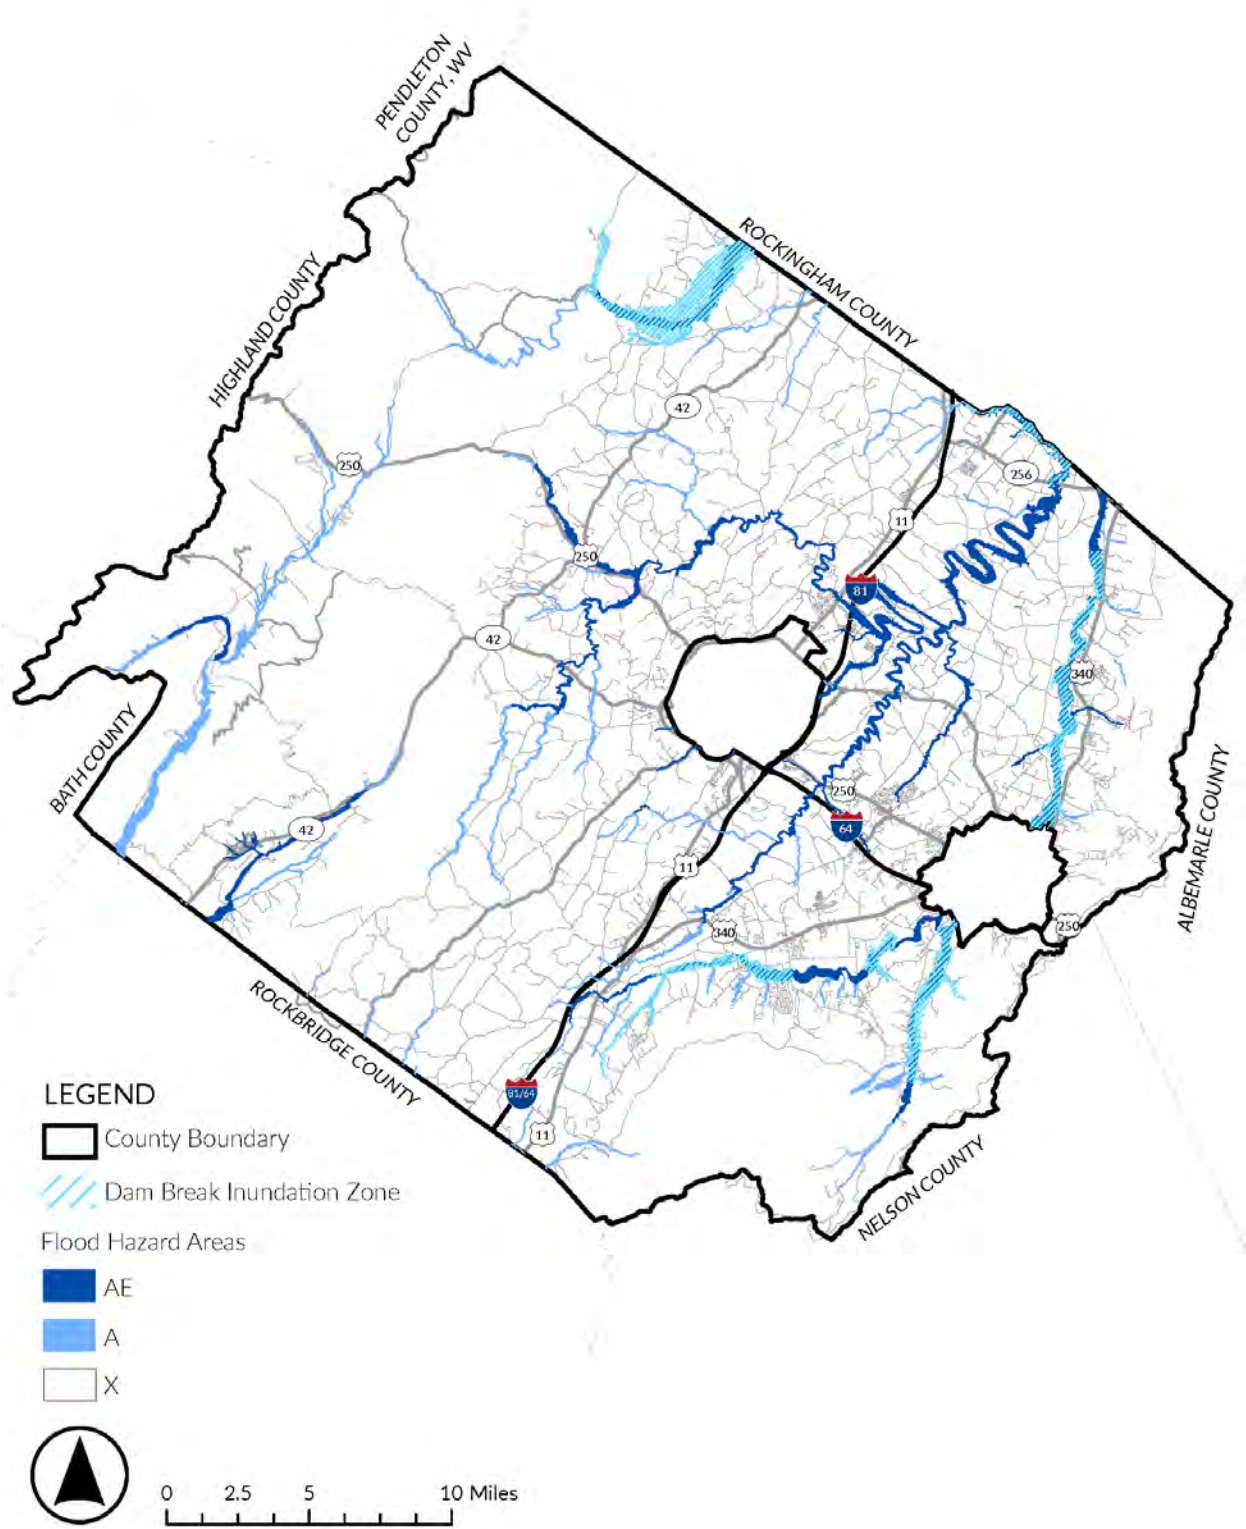 PENDLETON
COUNTY, WV
ROCKINGHAM COUNTY
HIGHLAND COUNTY
42
250
256
11
250
81
42
340
BATH COUNTY
250
42
64
11
ALBEMARLE COUNTY
340
250
ROCKBRIDGE COUNTY
81/64
11
NELSON COUNTY
LEGEND
County Boundary
Dam Break Inundation Zone
Flood Hazard Areas
AE
A
X
0 2.5 5 10 Miles